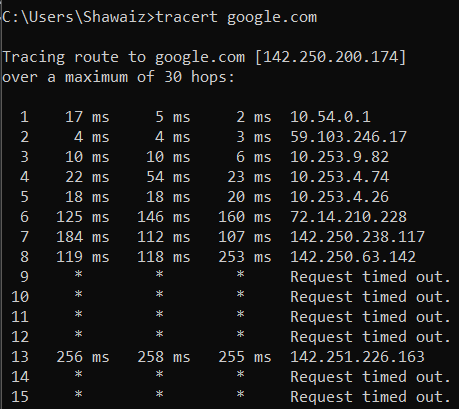 C:\Users\Shawaiz>tracert google.com
Tracing route to google.com [142.250.200.174]
over a maximum of 30 hops:
1 17 ms 5 ms 2 ms 10.54.0.1
2 4 ms 4 ms 3 ms 59.103.246.17
3 10 ms 10 ms 6 ms 10.253.9.82
4 22 ms 54 ms 23 ms 10.253.4.74
5 18 ms 18 ms 20 ms 10.253.4.26
6 125 ms 146 ms 160 ms 72.14.210.228
7 184 ms 112 ms 107 ms 142.250.238.117
8 119 ms 118 ms 253 ms 142.250.63.142
9 * * * Request timed out.
10 * * * Request timed out.
11 * * * Request timed out.
12 * * * Request timed out.
13 256 ms 258 ms 255 ms 142.251.226.163
14 * * * Request timed out.
15 * * * Request timed out.